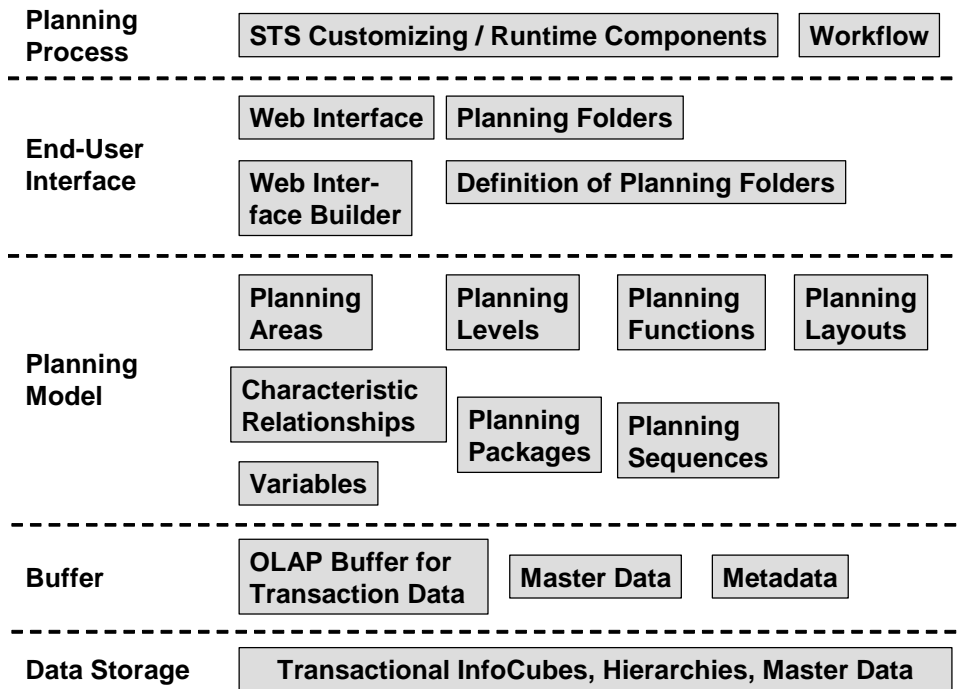 Planning
Process
STS Customizing / Runtime Components
Workflow
End-User
Interface
Web Interface
Planning Folders
Web Inter-
face Builder
Definition of Planning Folders
Planning
Model
Planning
Areas
Planning
Levels
Planning
Functions
Planning
Layouts
Characteristic
Relationships
Planning
Packages
Planning
Sequences
Variables
Buffer
OLAP Buffer for
Transaction Data
Master Data
Metadata
Data Storage
Transactional InfoCubes, Hierarchies, Master Data